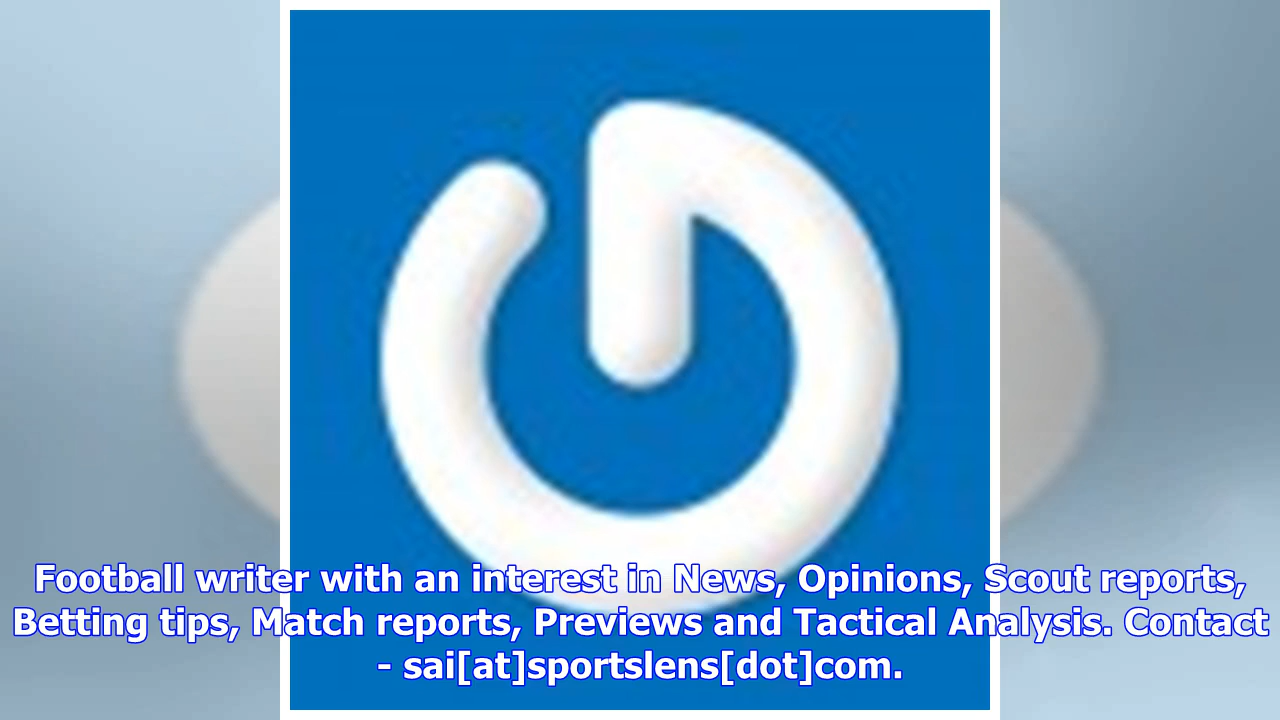 Football writer with an interest in News, Opinions, Scout reports,
Betting tips, Match reports, Previews and Tactical Analysis. Contact
- sai[at]sportslens[dot]com.